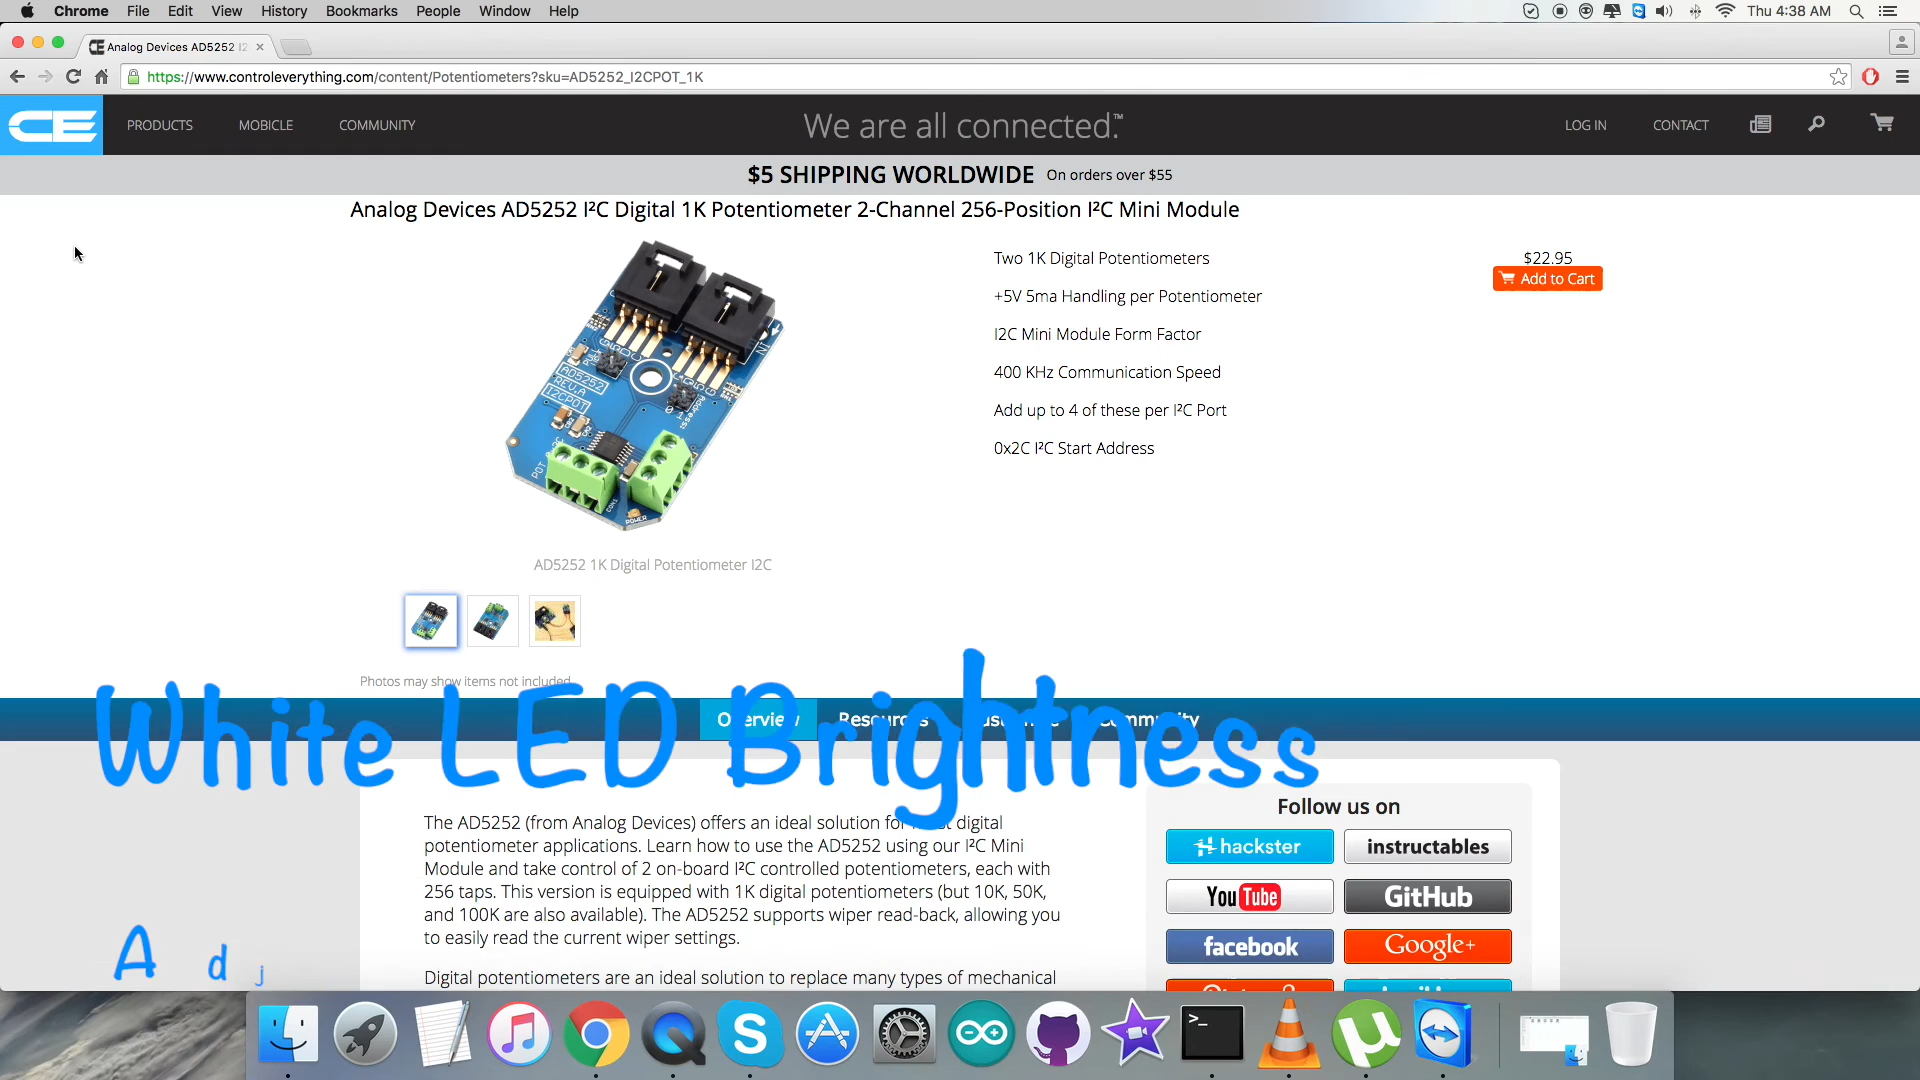 Chrome File Edit View History Bookmarks People Window Help Thu 4:38 AM
Analog Devices AD5252 I2
https://www.controleverything.com/content/Potentiometers?sku=AD5252_I2CPOT_1K
CE PRODUCTS MOBICLE COMMUNITY We are all connected.™ LOG IN CONTACT
$5 SHIPPING WORLDWIDE On orders over $55
Analog Devices AD5252 I²C Digital 1K Potentiometer 2-Channel 256-Position I²C Mini Module
Two 1K Digital Potentiometers
$22.95
Add to Cart
+5V 5ma Handling per Potentiometer
I2C Mini Module Form Factor
400 KHz Communication Speed
Add up to 4 of these per I²C Port
0x2C I²C Start Address
AD5252
REV.A
I2CPOT
Address
POWER
AD5252 1K Digital Potentiometer I2C
Photos may show items not included
White LED Brightness
Overview Resources Community
The AD5252 (from Analog Devices) offers an ideal solution for digital
potentiometer applications. Learn how to use the AD5252 using our I²C Mini
Module and take control of 2 on-board I²C controlled potentiometers, each with
256 taps. This version is equipped with 1K digital potentiometers (but 10K, 50K,
and 100K are also available). The AD5252 supports wiper read-back, allowing you
to easily read the current wiper settings.
Digital potentiometers are an ideal solution to replace many types of mechanical
A d j
Follow us on
hackster instructables
YouTube GitHub
facebook Google+